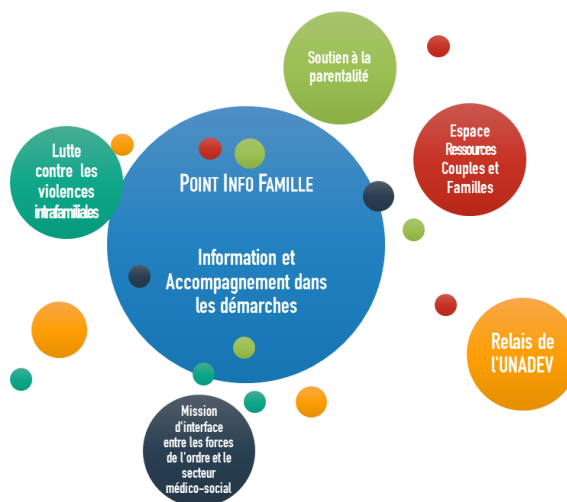 Soutien à la
parentalité
Espace
Ressources
Couples et
Familles
Lutte
contre les
violences
intrafamiliales
POINT INFO FAMILLE
Information et
Accompagnement dans
les démarches
Relais de
l'UNADEV
Mission
d'interface
entre les forces
de l'ordre et le
secteur
médico-social